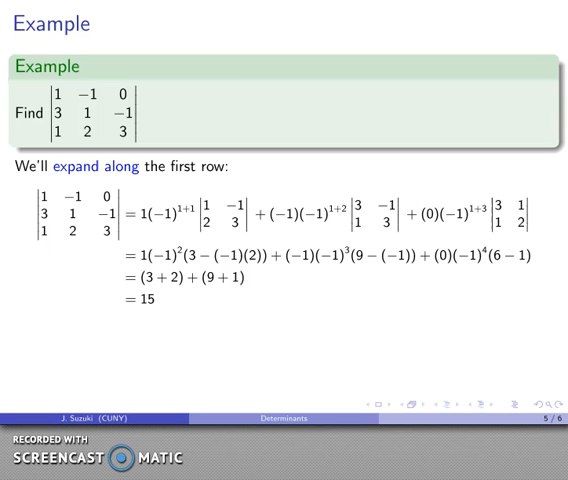 Example
Example
Find |1 −1 0|
|3 1 −1|
|1 2 3|
We'll expand along the first row:
|1 −1 0; 3 1 −1; 1 2 3| = 1(−1)^{1+1} |1 −1; 2 3| + (−1)(−1)^{1+2} |3 −1; 1 3| + (0)(−1)^{1+3} |3 1; 1 2|
= 1(−1)²(3 − (−1)(2)) + (−1)(−1)³(9 − (−1)) + (0)(−1)⁴(6 − 1)
= (3 + 2) + (9 + 1)
= 15
J. Suzuki (CUNY) Determinants 5 / 6
RECORDED WITH
SCREENCAST MATIC